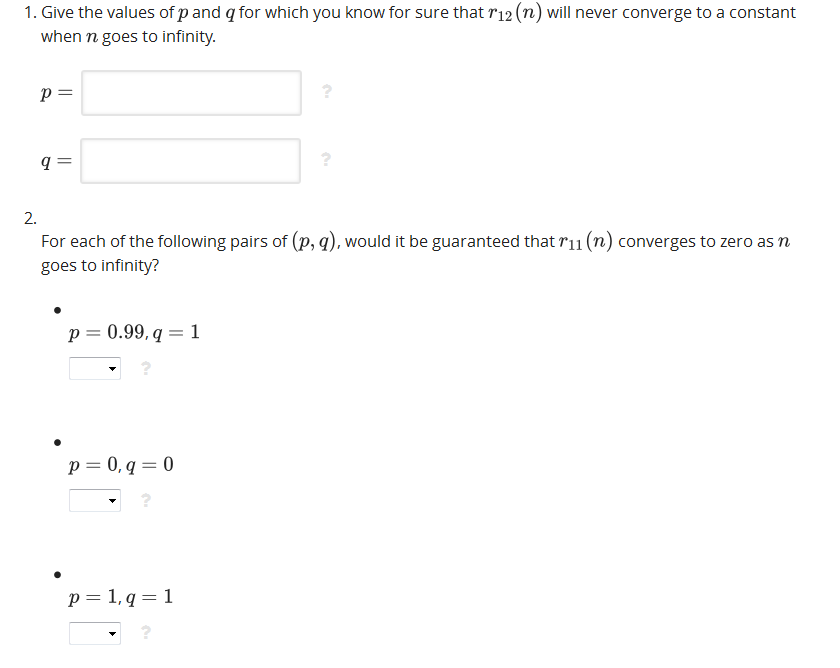 1. Give the values of p and q for which you know for sure that r₁₂(n) will never converge to a constant
when n goes to infinity.
p =
?
q =
?
2.
For each of the following pairs of (p, q), would it be guaranteed that r₁₁(n) converges to zero as n
goes to infinity?
• 
p = 0.99, q = 1
?
• 
p = 0, q = 0
?
• 
p = 1, q = 1
?